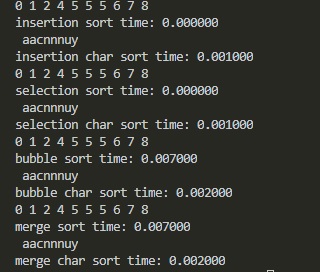 0 1 2 4 5 5 5 6 7 8
insertion sort time: 0.000000
 aacnnnuy
insertion char sort time: 0.001000
0 1 2 4 5 5 5 6 7 8
selection sort time: 0.000000
 aacnnnuy
selection char sort time: 0.001000
0 1 2 4 5 5 5 6 7 8
bubble sort time: 0.007000
 aacnnnuy
bubble char sort time: 0.002000
0 1 2 4 5 5 5 6 7 8
merge sort time: 0.007000
 aacnnnuy
merge char sort time: 0.002000